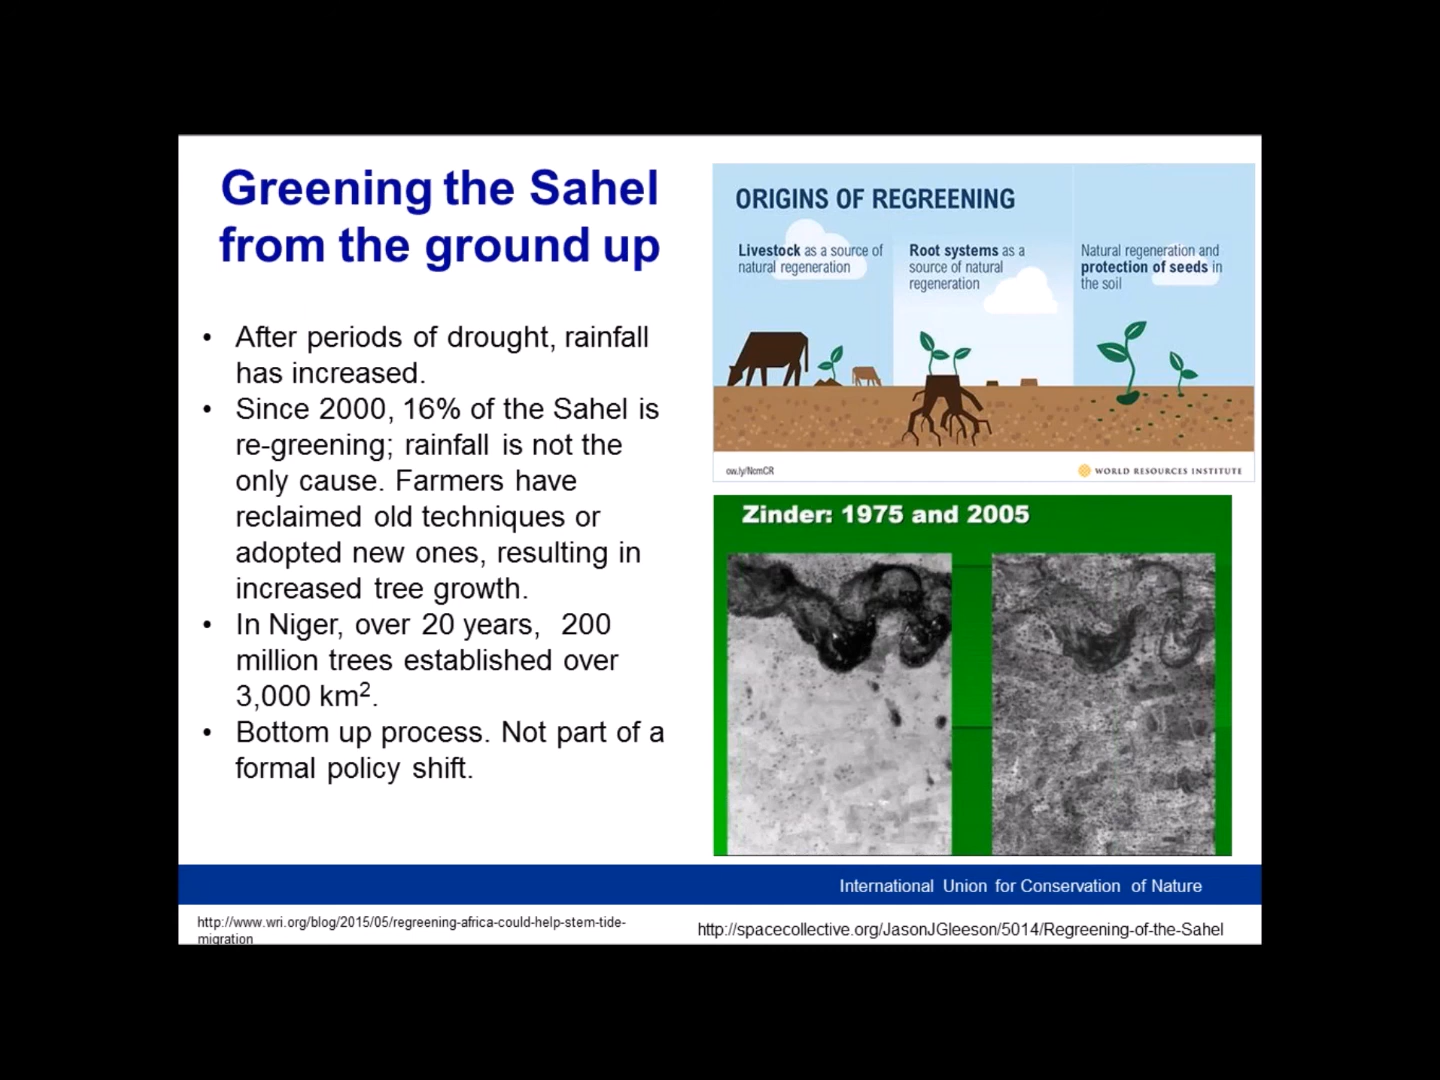 Greening the Sahel
from the ground up
• After periods of drought, rainfall
has increased.
• Since 2000, 16% of the Sahel is
re-greening; rainfall is not the
only cause. Farmers have
reclaimed old techniques or
adopted new ones, resulting in
increased tree growth.
• In Niger, over 20 years, 200
million trees established over
3,000 km².
• Bottom up process. Not part of a
formal policy shift.
ORIGINS OF REGREENING
Livestock as a source of
natural regeneration
Root systems as a
source of natural
regeneration
Natural regeneration and
protection of seeds in
the soil
ow.ly/NcmCR
WORLD RESOURCES INSTITUTE
Zinder: 1975 and 2005
International Union for Conservation of Nature
http://www.wri.org/blog/2015/05/regreening-africa-could-help-stem-tide-
migration
http://spacecollective.org/JasonJGleeson/5014/Regreening-of-the-Sahel